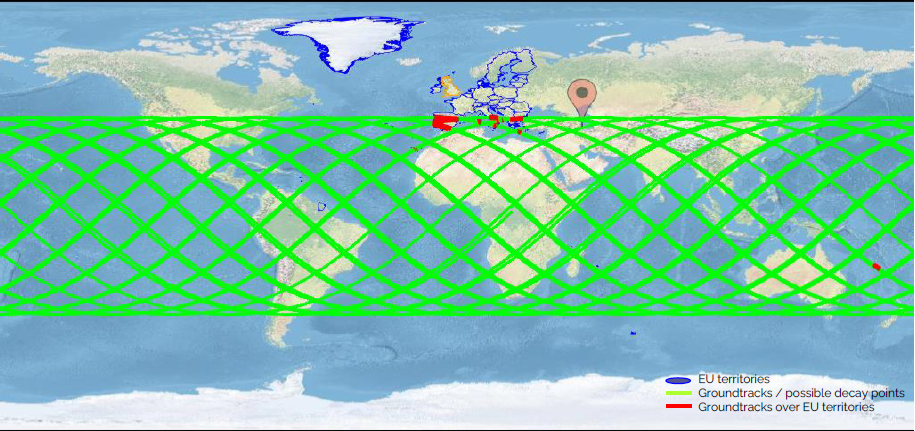 EU territories
Groundtracks / possible decay points
Groundtracks over EU territories